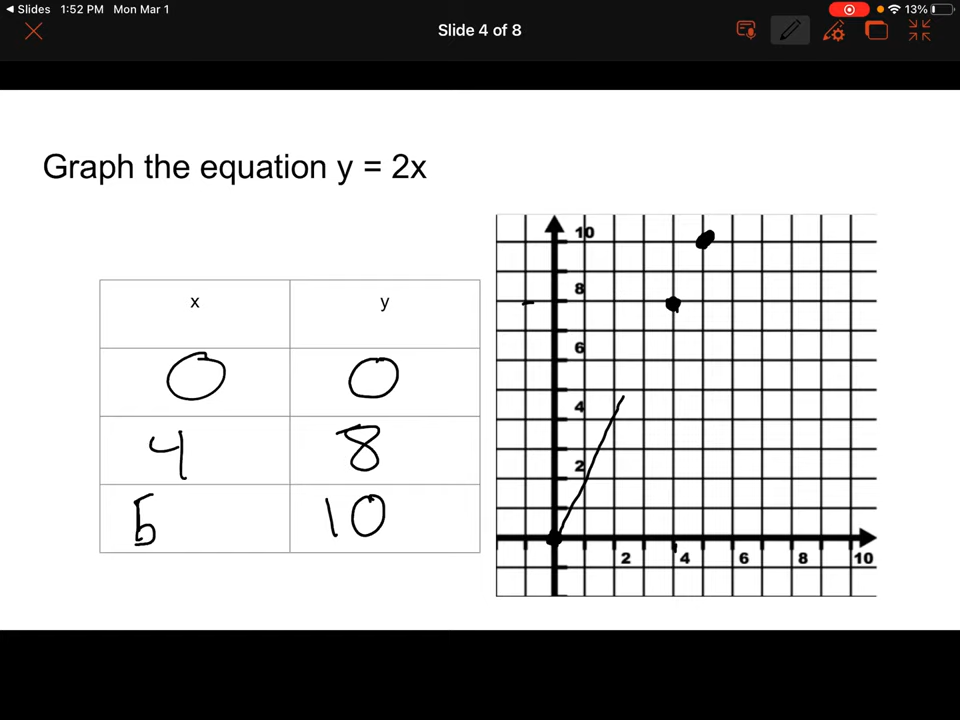 Slides 1:52 PM Mon Mar 1 13%
Slide 4 of 8
Graph the equation y = 2x
x y
0 0
4 8
5 10
10
8
6
4
2
2 4 6 8 10